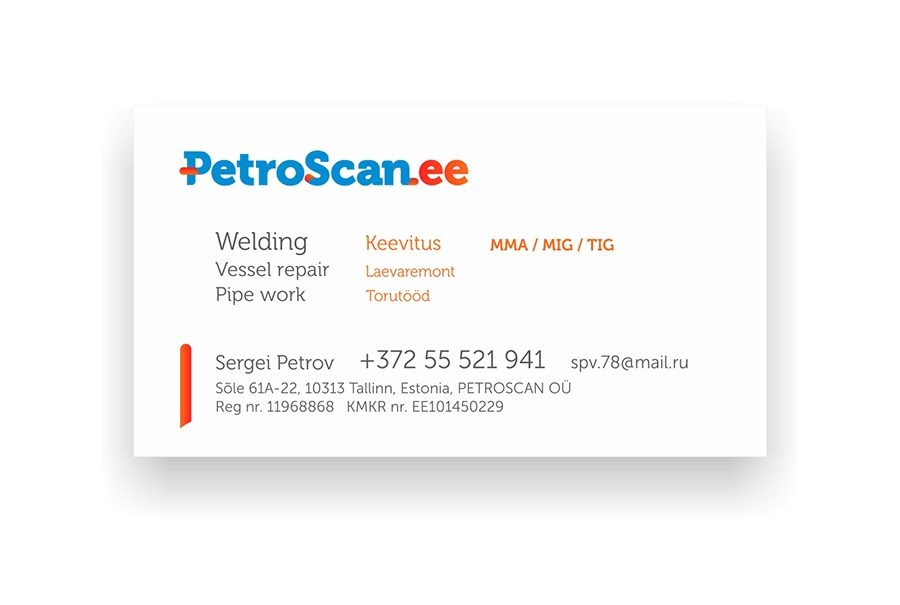 PetroScan.ee
Welding Keevitus MMA / MIG / TIG
Vessel repair Laevaremont
Pipe work Torutööd
Sergei Petrov +372 55 521 941 spv.78@mail.ru
Sõle 61A-22, 10313 Tallinn, Estonia, PETROSCAN OÜ
Reg nr. 11968868 KMKR nr. EE101450229